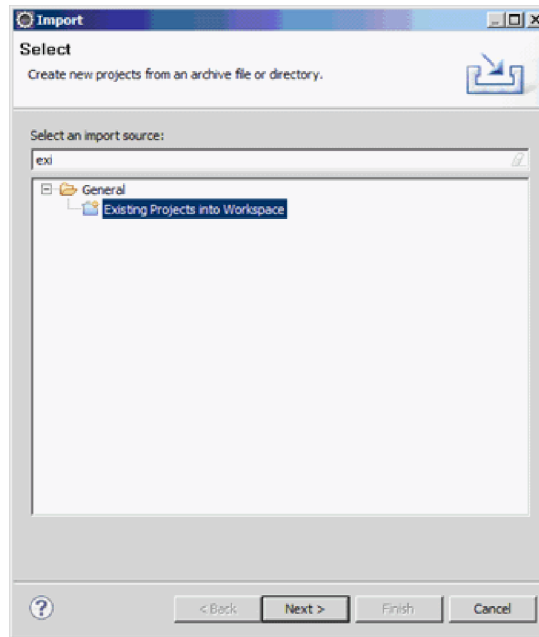 Import
Select
Create new projects from an archive file or directory.
Select an import source:
exi
General
Existing Projects into Workspace
?
< Back Next > Finish Cancel